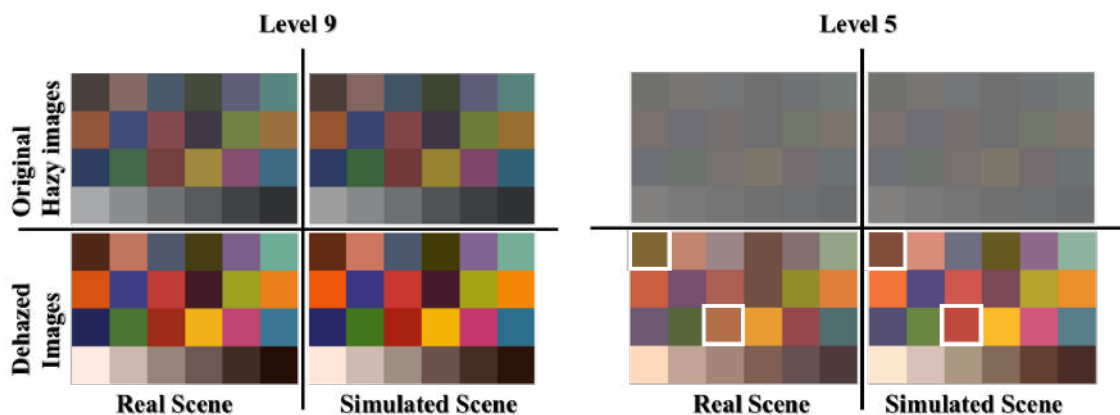 Level 9
Level 5
Original
Hazy images
Dehazed
Images
Real Scene
Simulated Scene
Real Scene
Simulated Scene